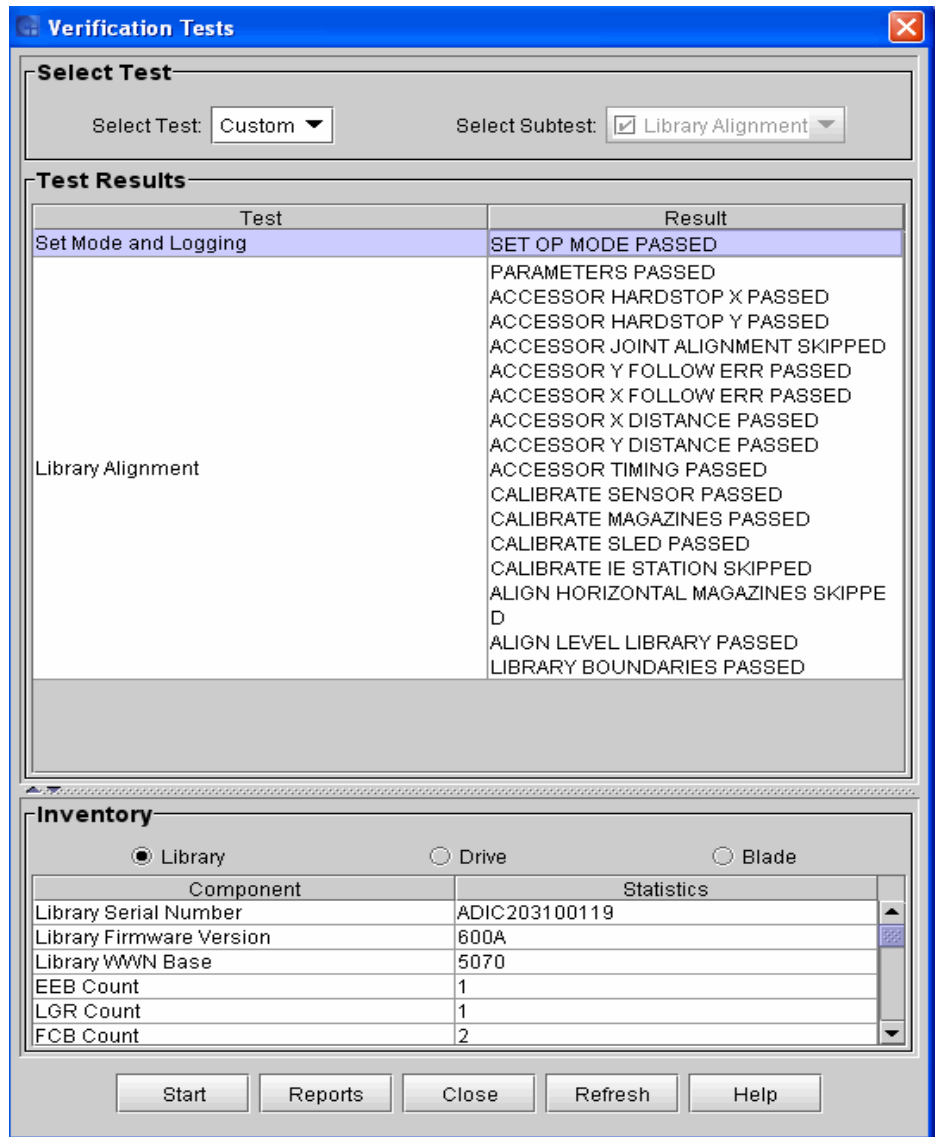 Verification Tests
Select Test
Select Test: Custom Select Subtest: Library Alignment
Test Results
Test Result
Set Mode and Logging SET OP MODE PASSED
Library Alignment
PARAMETERS PASSED
ACCESSOR HARDSTOP X PASSED
ACCESSOR HARDSTOP Y PASSED
ACCESSOR JOINT ALIGNMENT SKIPPED
ACCESSOR Y FOLLOW ERR PASSED
ACCESSOR X FOLLOW ERR PASSED
ACCESSOR X DISTANCE PASSED
ACCESSOR Y DISTANCE PASSED
ACCESSOR TIMING PASSED
CALIBRATE SENSOR PASSED
CALIBRATE MAGAZINES PASSED
CALIBRATE SLED PASSED
CALIBRATE IE STATION SKIPPED
ALIGN HORIZONTAL MAGAZINES SKIPPE
D
ALIGN LEVEL LIBRARY PASSED
LIBRARY BOUNDARIES PASSED
Inventory
Library Drive Blade
Component Statistics
Library Serial Number ADIC203100119
Library Firmware Version 600A
Library WWN Base 5070
EEB Count 1
LGR Count 1
FCB Count 2
Start Reports Close Refresh Help